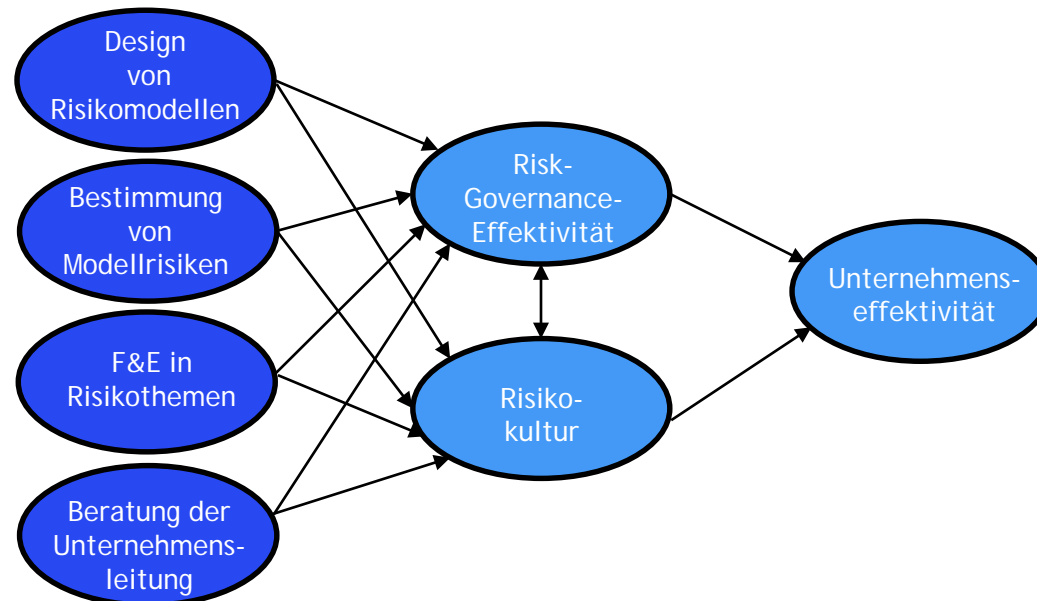 Design
von
Risikomodellen
Bestimmung
von
Modellrisiken
F&E in
Risikothemen
Beratung der
Unternehmens-
leitung
Risk-
Governance-
Effektivität
Risiko-
kultur
Unternehmens-
effektivität